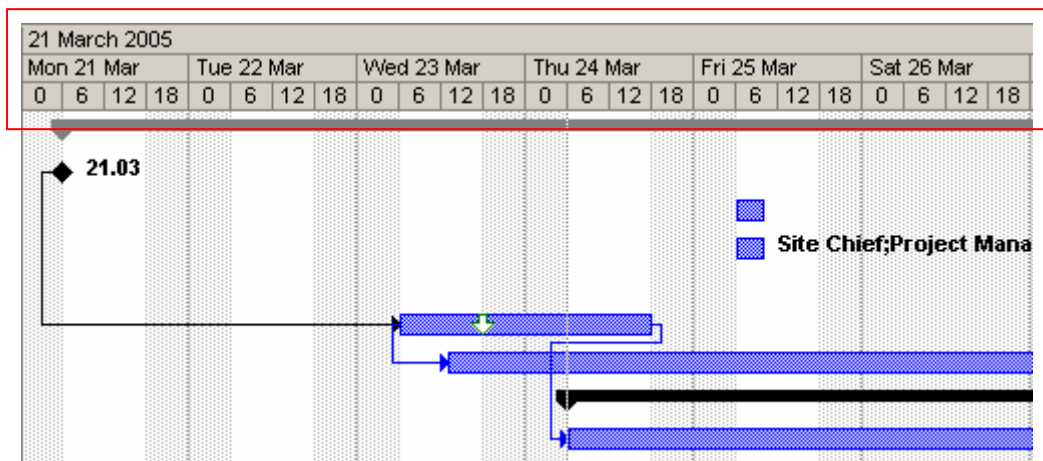 21 March 2005
Mon 21 Mar Tue 22 Mar Wed 23 Mar Thu 24 Mar Fri 25 Mar Sat 26 Mar
0 6 12 18 0 6 12 18 0 6 12 18 0 6 12 18 0 6 12 18 0 6 12 18
21.03
Site Chief;Project Mana